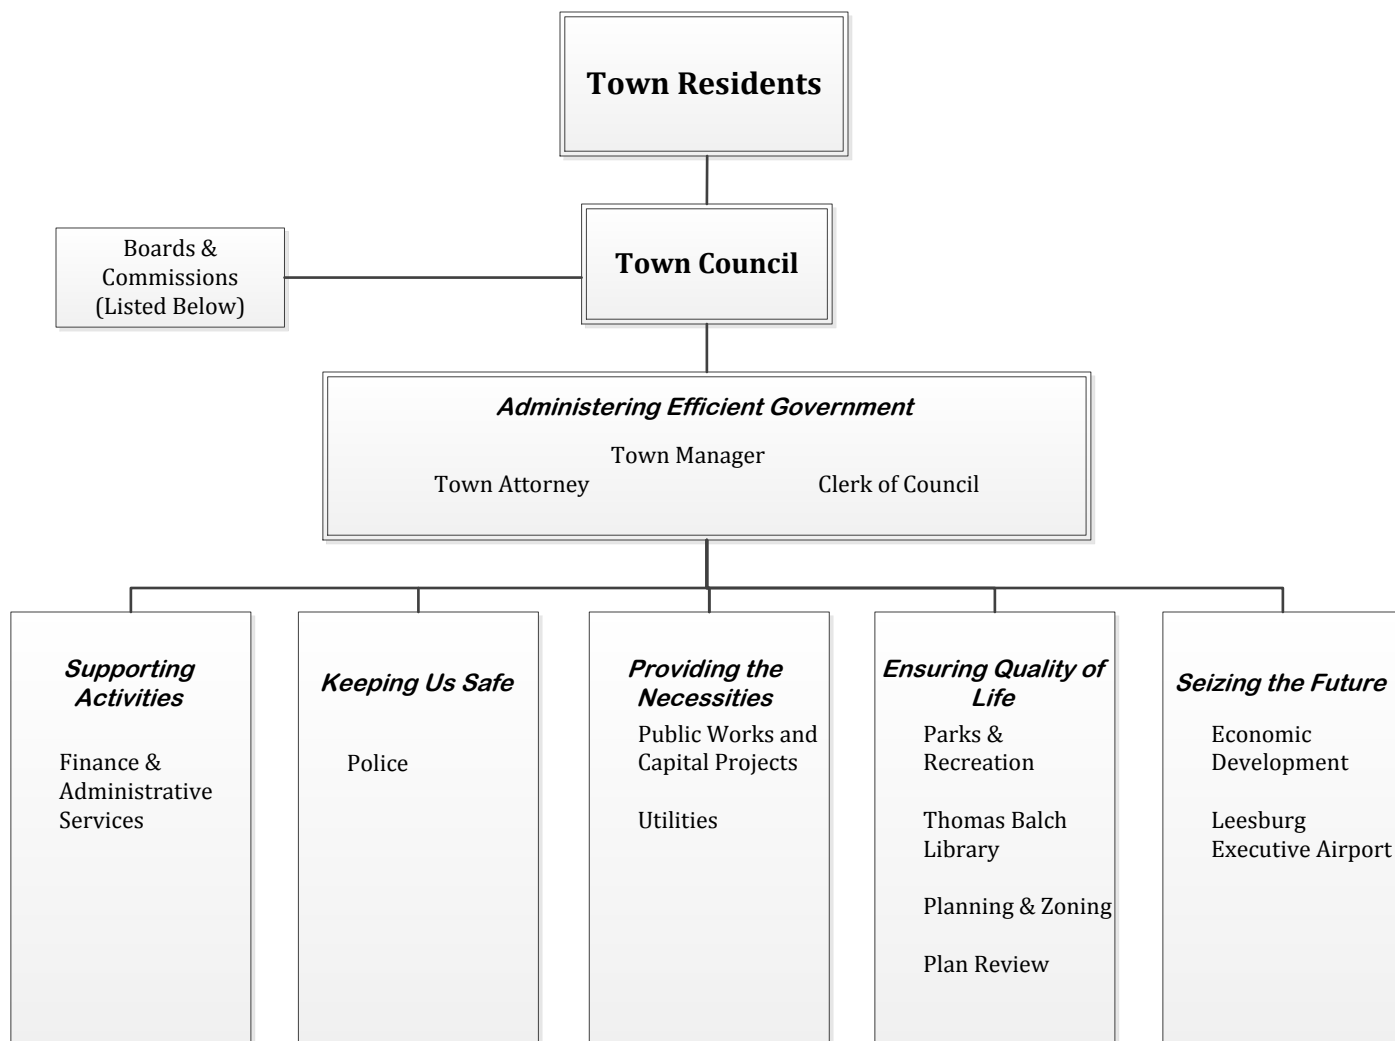 Town Residents
Boards &
Commissions
(Listed Below)
Town Council
Administering Efficient Government
Town Manager
Town Attorney
Clerk of Council
Supporting
Activities
Finance &
Administrative
Services
Keeping Us Safe
Police
Providing the
Necessities
Public Works and
Capital Projects
Utilities
Ensuring Quality of
Life
Parks &
Recreation
Thomas Balch
Library
Planning & Zoning
Plan Review
Seizing the Future
Economic
Development
Leesburg
Executive Airport